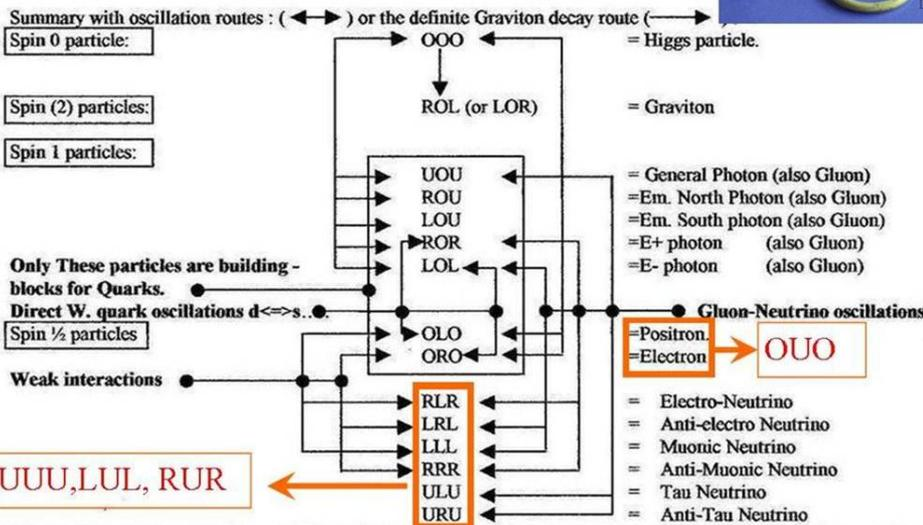 Summary with oscillation routes : ( ) or the definite Graviton decay route (
Spin 0 particle: OOO = Higgs particle.
Spin (2) particles: ROL (or LOR) = Graviton
Spin 1 particles:
UOU = General Photon (also Gluon)
ROU =Em. North Photon (also Gluon)
LOU =Em. South photon (also Gluon)
ROR =E+ photon (also Gluon)
Only These particles are building - LOL =E- photon (also Gluon)
blocks for Quarks.
Direct W. quark oscillations d<=>s... Gluon-Neutrino oscillations
Spin ½ particles OLO =Positron.
ORO =Electron OUO
Weak interactions
RLR = Electro-Neutrino
LRL = Anti-electro Neutrino
LLL = Muonic Neutrino
UUU,LUL, RUR RRR = Anti-Muonic Neutrino
ULU = Tau Neutrino
URU = Anti-Tau Neutrino